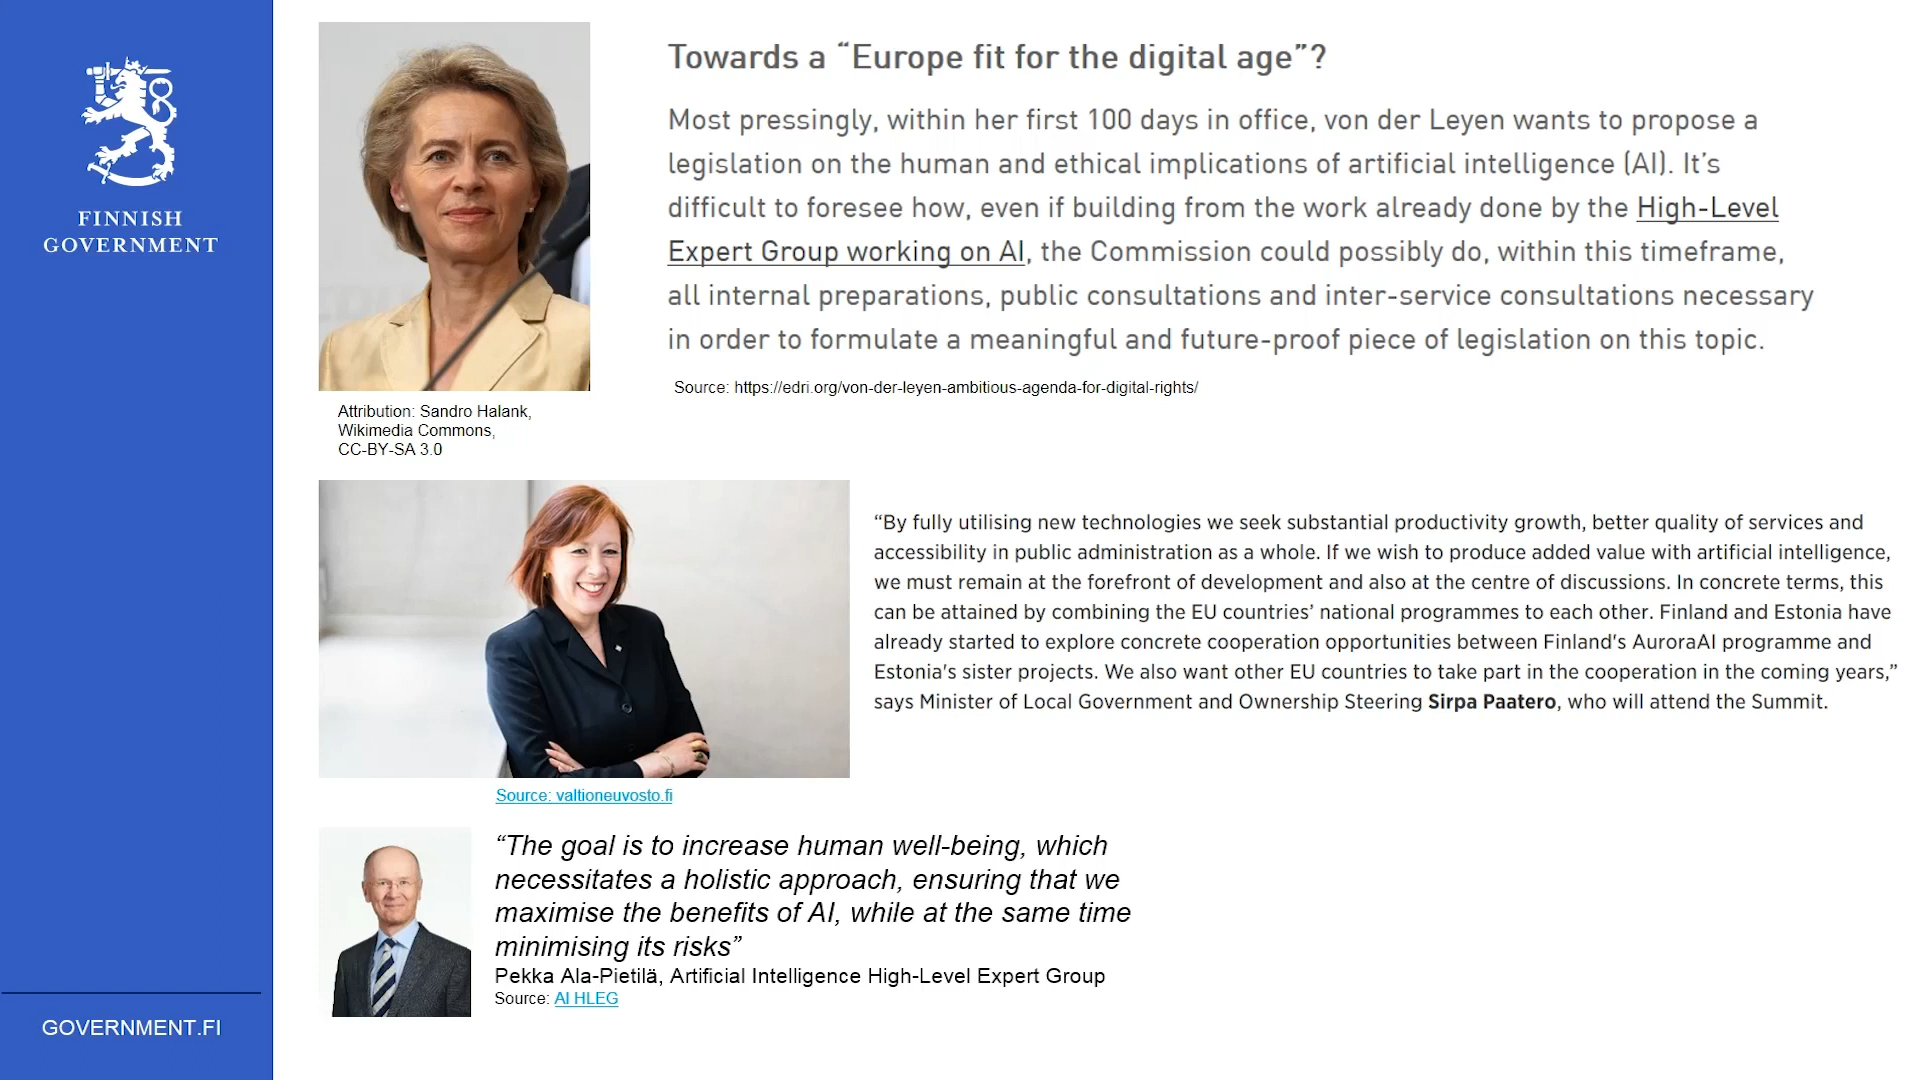 FINNISH
GOVERNMENT
Towards a “Europe fit for the digital age”?
Most pressingly, within her first 100 days in office, von der Leyen wants to propose a
legislation on the human and ethical implications of artificial intelligence (AI). It’s
difficult to foresee how, even if building from the work already done by the High-Level
Expert Group working on AI, the Commission could possibly do, within this timeframe,
all internal preparations, public consultations and inter-service consultations necessary
in order to formulate a meaningful and future-proof piece of legislation on this topic.
Source: https://edri.org/von-der-leyen-ambitious-agenda-for-digital-rights/
Attribution: Sandro Halank,
Wikimedia Commons,
CC-BY-SA 3.0
“By fully utilising new technologies we seek substantial productivity growth, better quality of services and
accessibility in public administration as a whole. If we wish to produce added value with artificial intelligence,
we must remain at the forefront of development and also at the centre of discussions. In concrete terms, this
can be attained by combining the EU countries’ national programmes to each other. Finland and Estonia have
already started to explore concrete cooperation opportunities between Finland's AuroraAI programme and
Estonia's sister projects. We also want other EU countries to take part in the cooperation in the coming years,”
says Minister of Local Government and Ownership Steering Sirpa Paatero, who will attend the Summit.
Source: valtioneuvosto.fi
“The goal is to increase human well-being, which
necessitates a holistic approach, ensuring that we
maximise the benefits of AI, while at the same time
minimising its risks”
Pekka Ala-Pietilä, Artificial Intelligence High-Level Expert Group
Source: AI HLEG
GOVERNMENT.FI